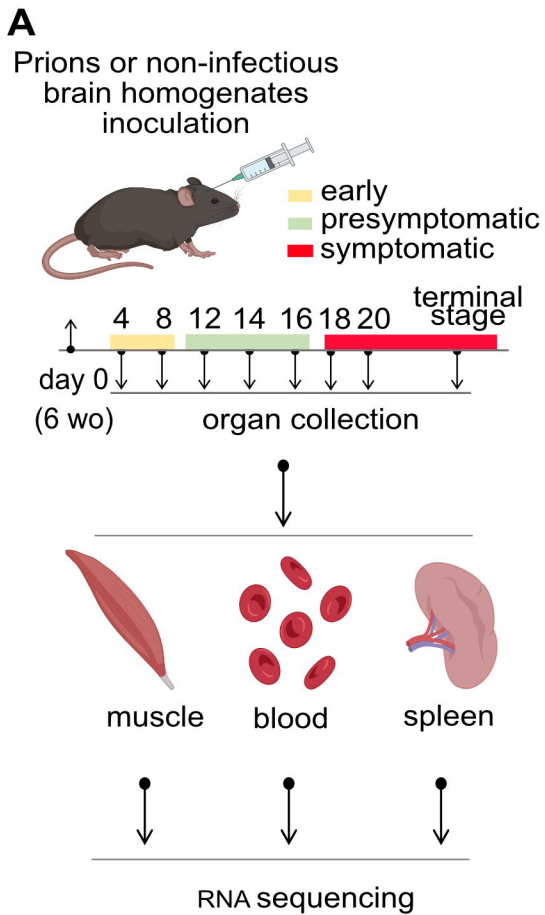 A
Prions or non-infectious
brain homogenates
inoculation
early
presymptomatic
symptomatic
terminal
stage
4 8 12 14 16 18 20
day 0
(6 wo)
organ collection
muscle blood spleen
RNA sequencing